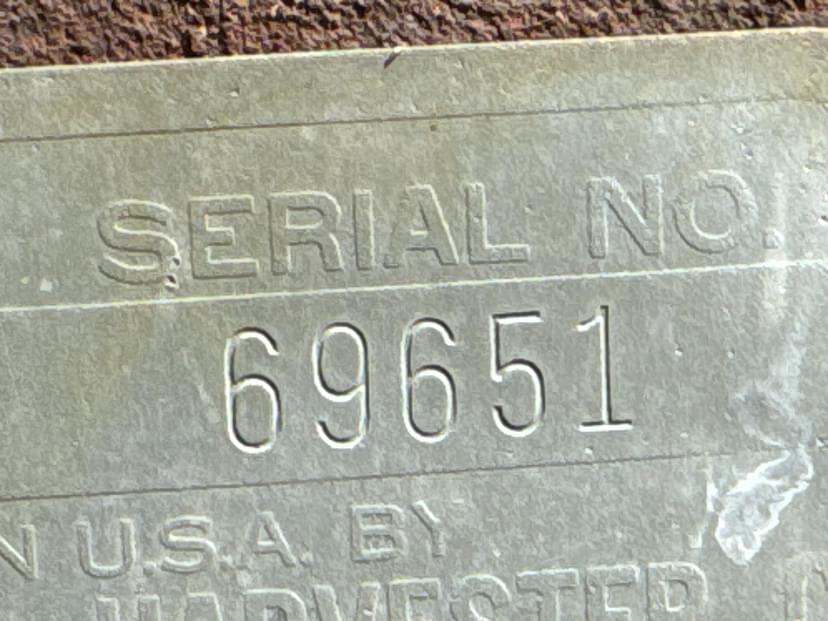 SERIAL NO.
69651
N U.S.A. BY
HARVESTER